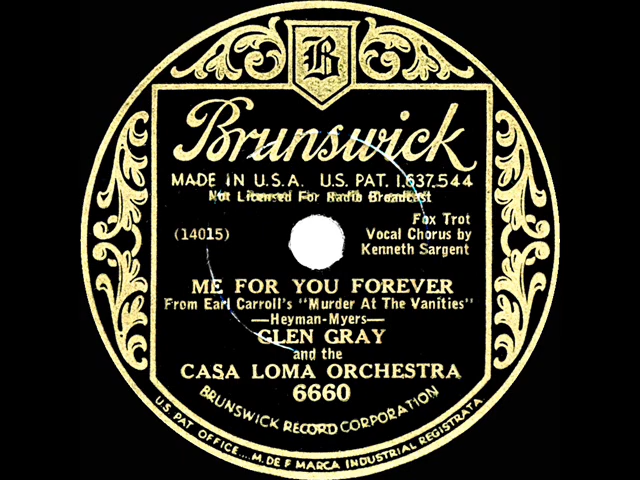 B
Brunswick
MADE IN U.S.A. U.S. PAT. 1,637,544
Not Licensed For Radio Broadcast
Fox Trot
(14015) Vocal Chorus by
Kenneth Sargent
ME FOR YOU FOREVER
From Earl Carroll's "Murder At The Vanities"
—Heyman-Myers—
GLEN GRAY
and the
CASA LOMA ORCHESTRA
6660
BRUNSWICK RECORD CORPORATION
U.S. PAT. OFFICE.... M. DE F. MARCA INDUSTRIAL REGISTRATA